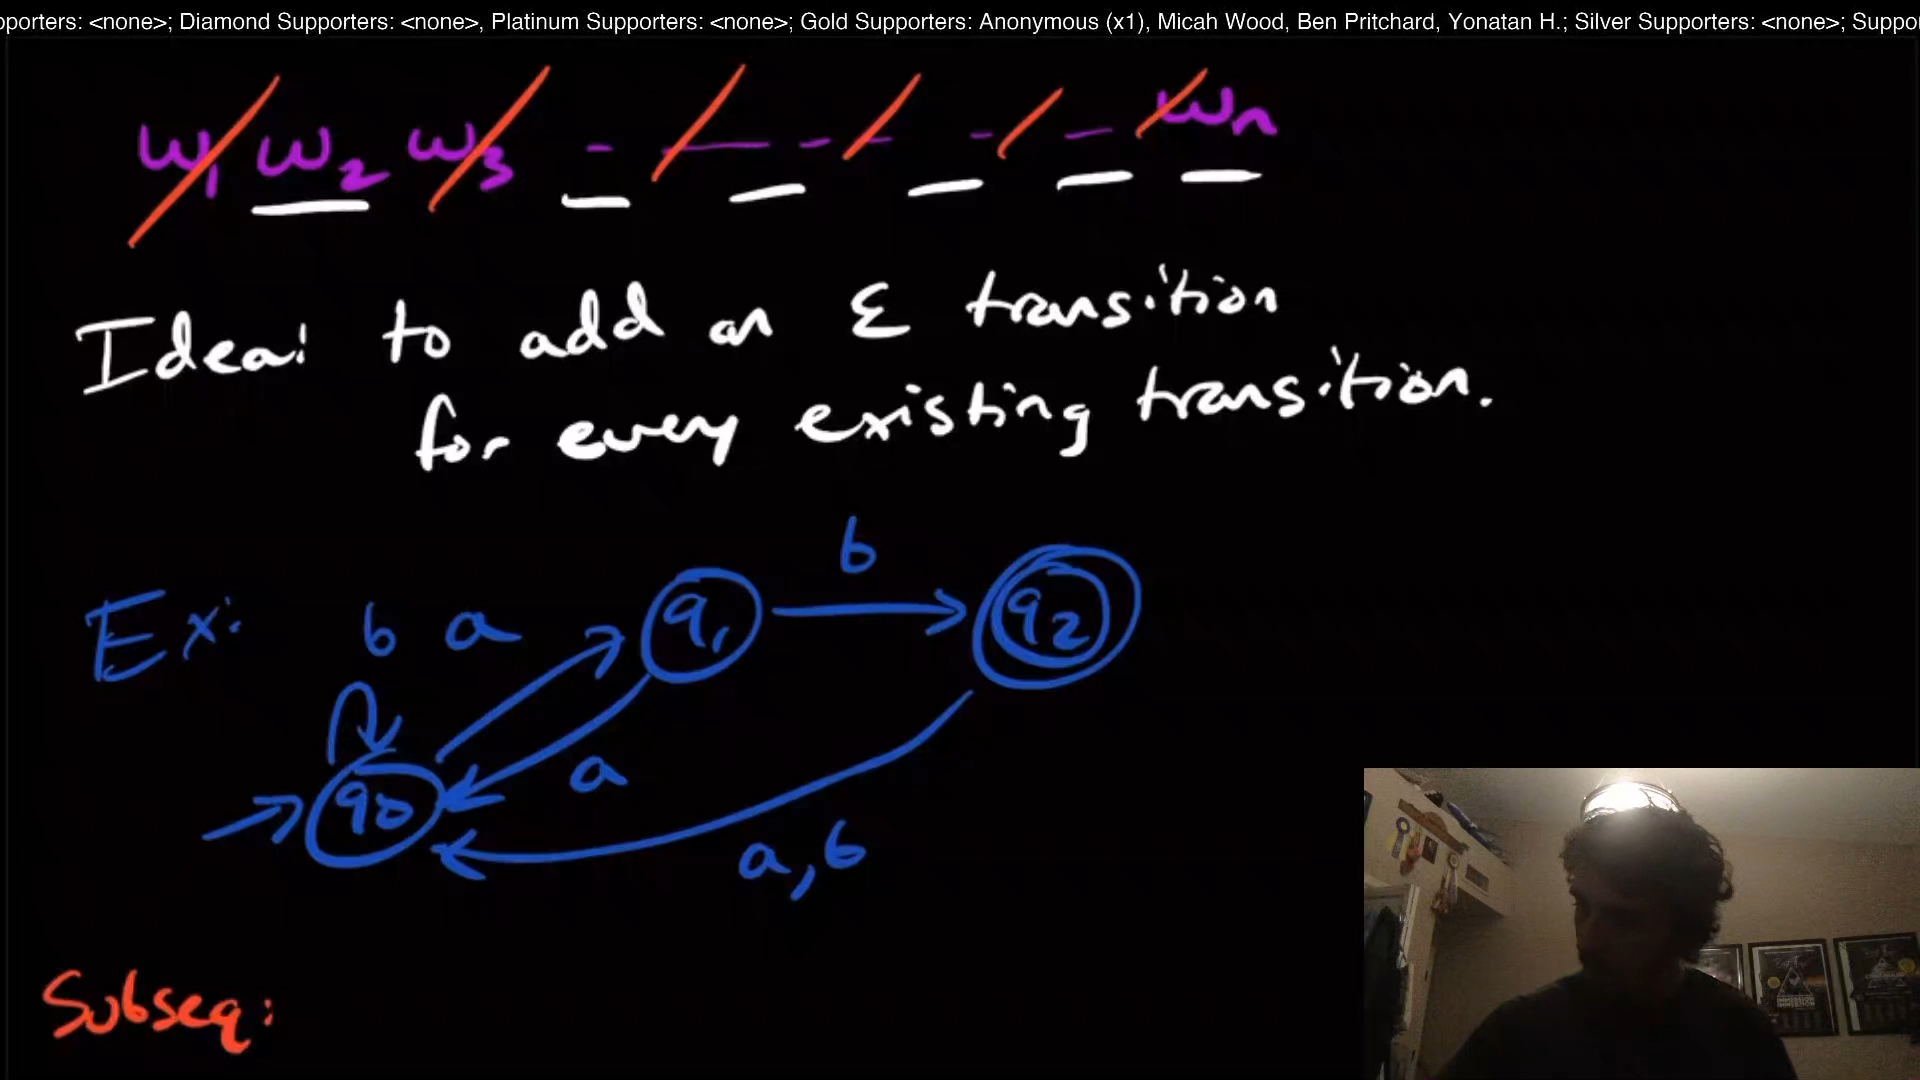 pporters: <none>; Diamond Supporters: <none>, Platinum Supporters: <none>; Gold Supporters: Anonymous (x1), Micah Wood, Ben Pritchard, Yonatan H.; Silver Supporters: <none>; Suppo
w₁ w₂ w₃ - — - - - - wₙ
Idea: to add an ε transition
for every existing transition.
Ex:
b a q₁ b q₂
q₀ a
a,b
Subseq: